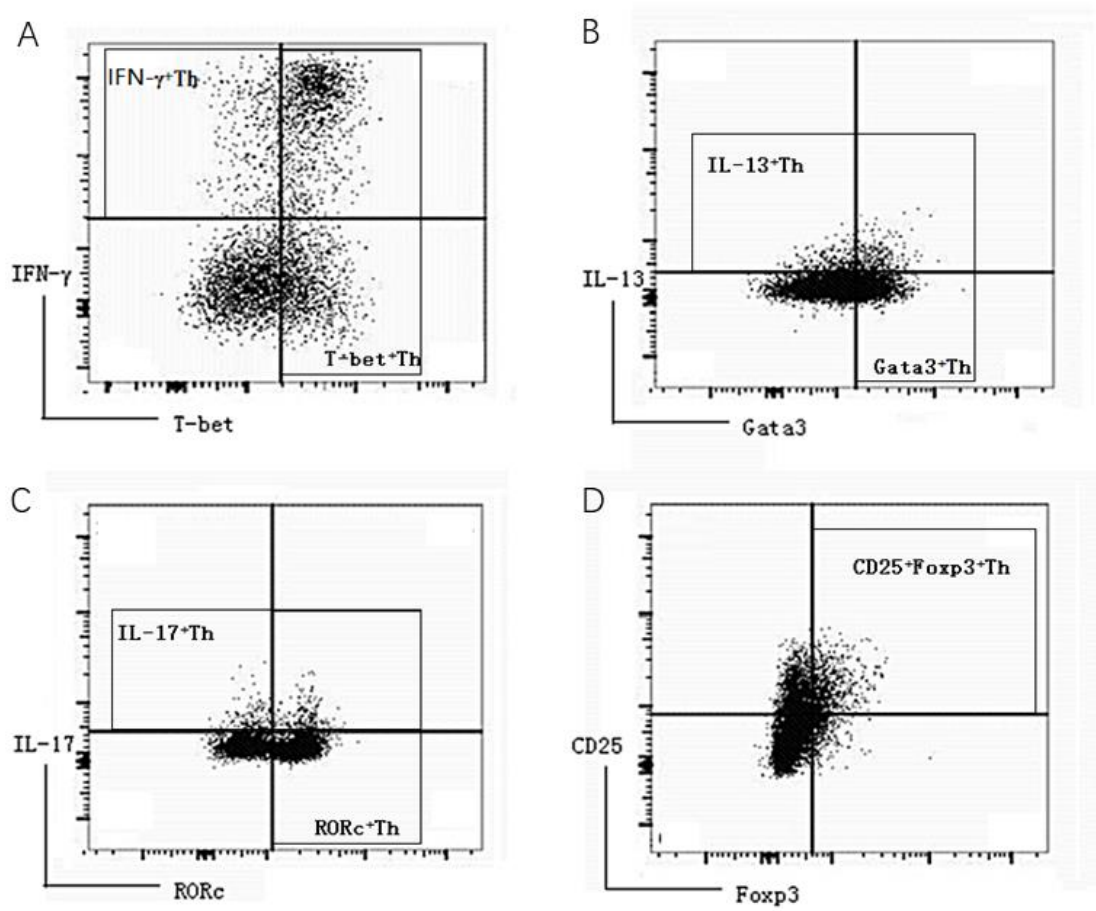 A
IFN-γ⁺Th
IFN-γ
T-bet⁺Th
T-bet
B
IL-13⁺Th
IL-13
Gata3⁺Th
Gata3
C
IL-17⁺Th
IL-17
RORc⁺Th
RORc
D
CD25⁺Foxp3⁺Th
CD25
Foxp3